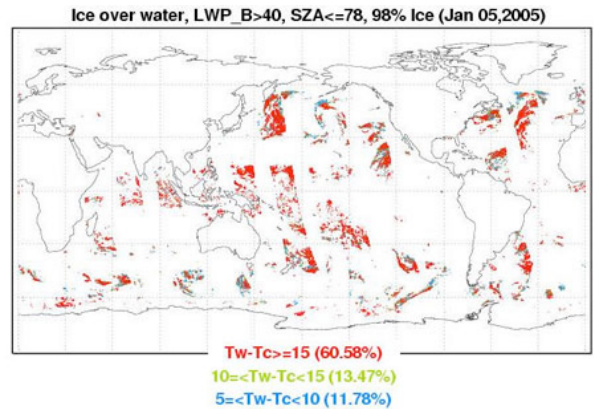 Ice over water, LWP_B>40, SZA<=78, 98% Ice (Jan 05,2005)
Tw-Tc>=15 (60.58%)
10=<Tw-Tc<15 (13.47%)
5=<Tw-Tc<10 (11.78%)